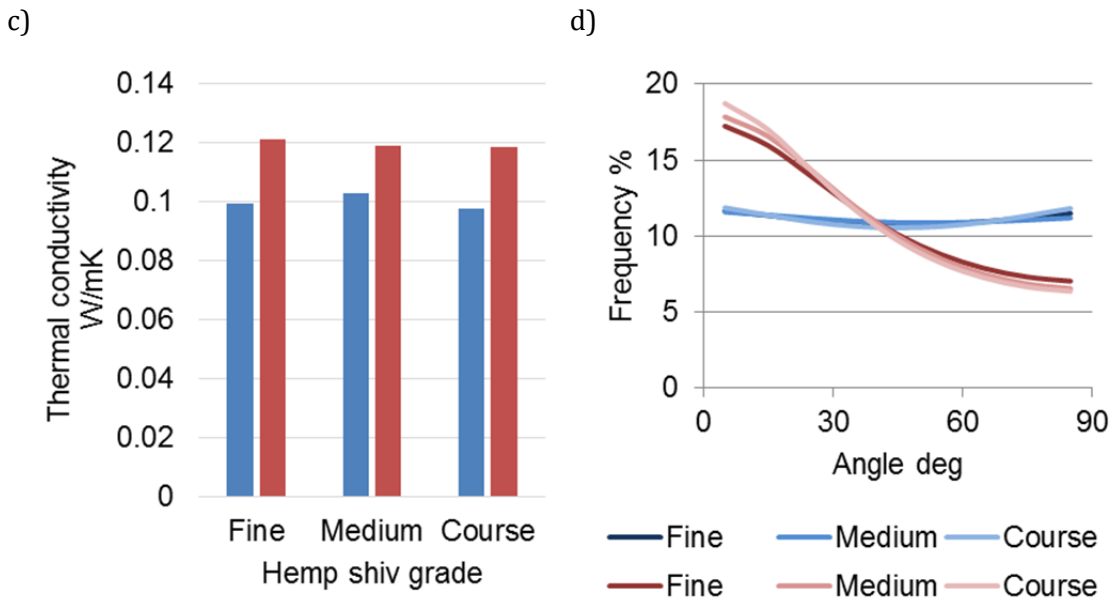 c)
0.14
0.12
0.1
0.08
0.06
0.04
0.02
0
Thermal conductivity
W/mK
Fine Medium Course
Hemp shiv grade
d)
20
15
10
5
0
Frequency %
0 30 60 90
Angle deg
Fine Medium Course
Fine Medium Course